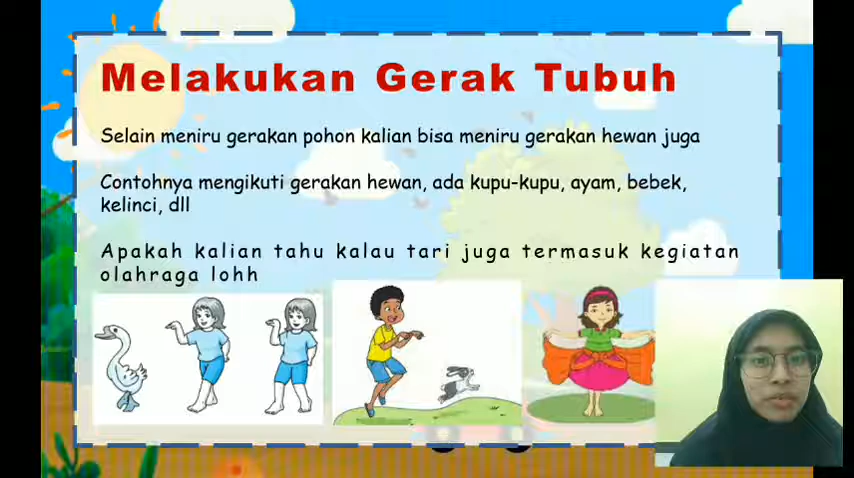 Melakukan Gerak Tubuh
Selain meniru gerakan pohon kalian bisa meniru gerakan hewan juga
Contohnya mengikuti gerakan hewan, ada kupu-kupu, ayam, bebek,
kelinci, dll
Apakah kalian tahu kalau tari juga termasuk kegiatan
olahraga lohh